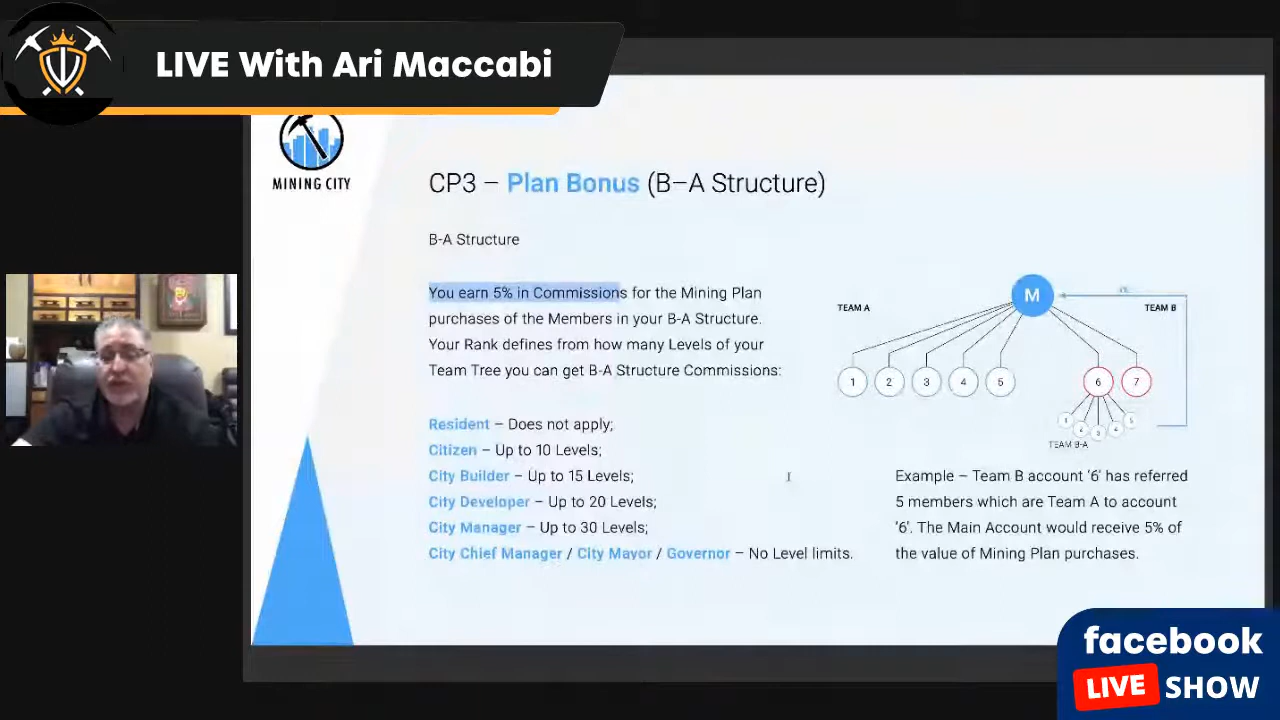 LIVE With Ari Maccabi
MINING CITY
CP3 – Plan Bonus (B–A Structure)
B-A Structure
You earn 5% in Commissions for the Mining Plan
purchases of the Members in your B-A Structure.
Your Rank defines from how many Levels of your
Team Tree you can get B-A Structure Commissions:
Resident – Does not apply;
Citizen – Up to 10 Levels;
City Builder – Up to 15 Levels;
City Developer – Up to 20 Levels;
City Manager – Up to 30 Levels;
City Chief Manager / City Mayor / Governor – No Level limits.
M
TEAM A
TEAM B
1 2 3 4 5 6 7
1 2 3 4 5
TEAM B-A
Example – Team B account ‘6’ has referred
5 members which are Team A to account
‘6’. The Main Account would receive 5% of
the value of Mining Plan purchases.
facebook
LIVE SHOW